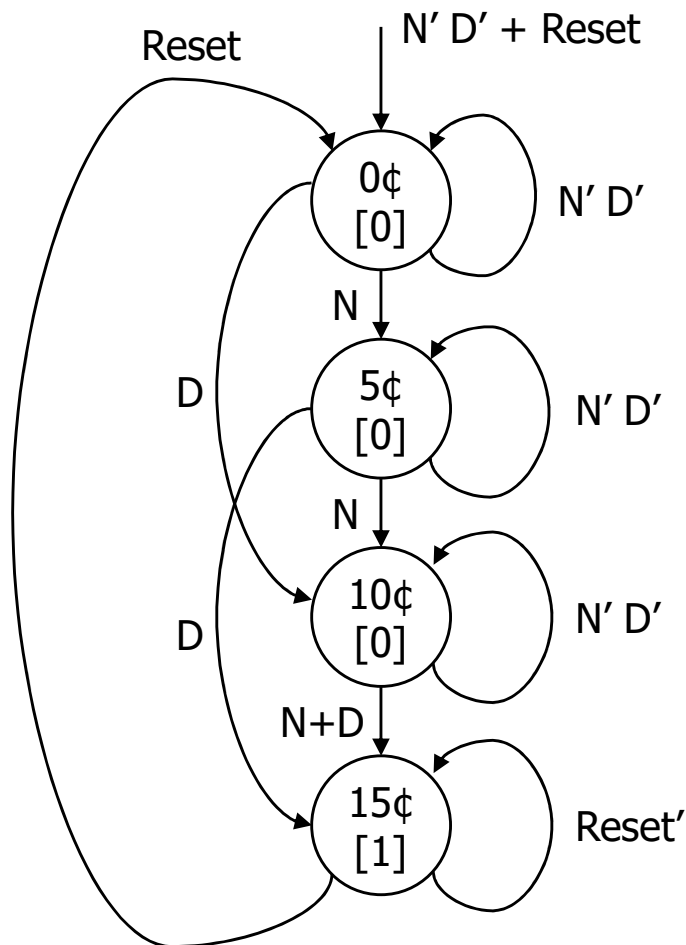 N’ D’ + Reset
Reset
0¢
[0]
N’ D’
N
D
5¢
[0]
N’ D’
N
D
10¢
[0]
N’ D’
N+D
15¢
[1]
Reset’